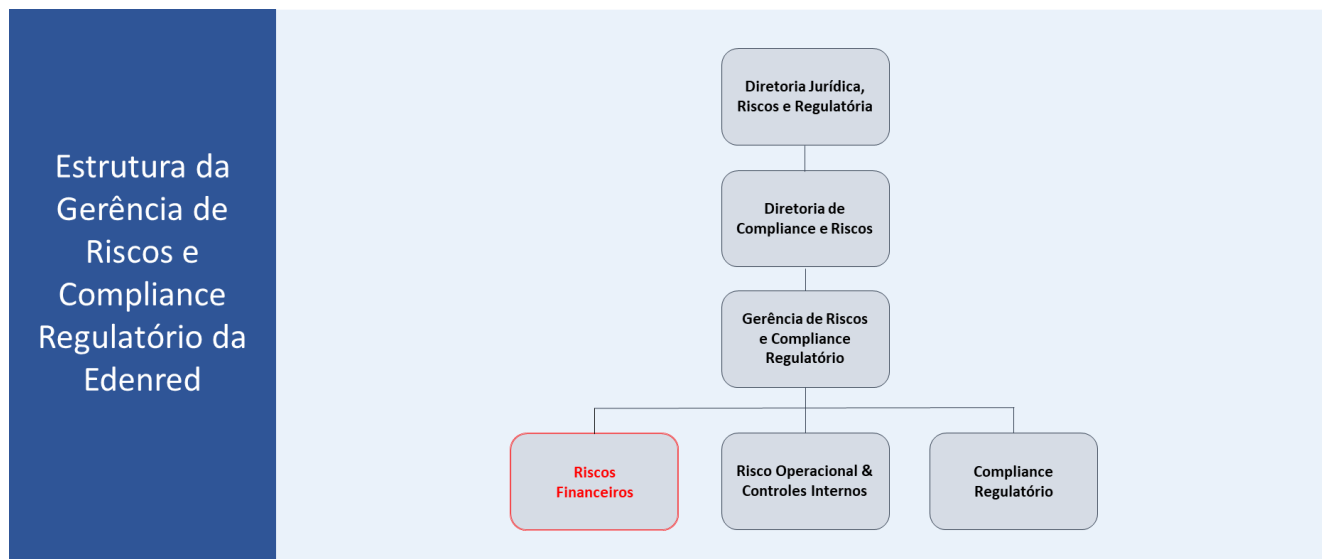 Estrutura da
Gerência de
Riscos e
Compliance
Regulatório da
Edenred
Diretoria Jurídica,
Riscos e Regulatória
Diretoria de
Compliance e Riscos
Gerência de Riscos
e Compliance
Regulatório
Riscos
Financeiros
Risco Operacional &
Controles Internos
Compliance
Regulatório